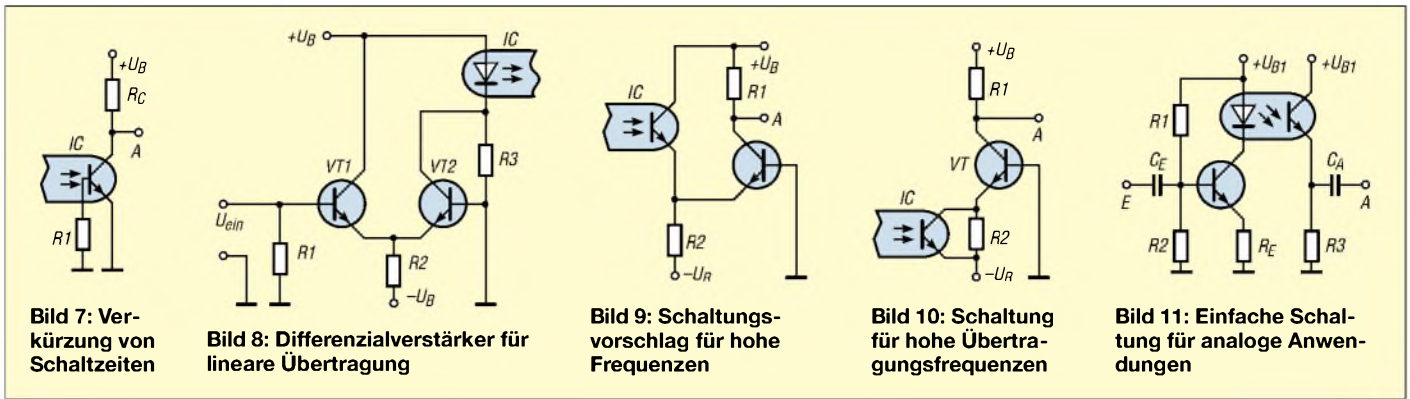 +UB
RC
IC
A
R1
Bild 7: Ver-
kürzung von
Schaltzeiten
+UB
IC
VT1
VT2
R3
Uein
R1
R2
–UB
Bild 8: Differenzialverstärker für
lineare Übertragung
+UB
IC
R1
A
R2
–UR
Bild 9: Schaltungs-
vorschlag für hohe
Frequenzen
+UB
R1
A
VT
IC
R2
–UR
Bild 10: Schaltung
für hohe Übertra-
gungsfrequenzen
+UB1
+UB1
R1
CE
CA
E
A
R2
RE
R3
Bild 11: Einfache Schal-
tung für analoge Anwen-
dungen